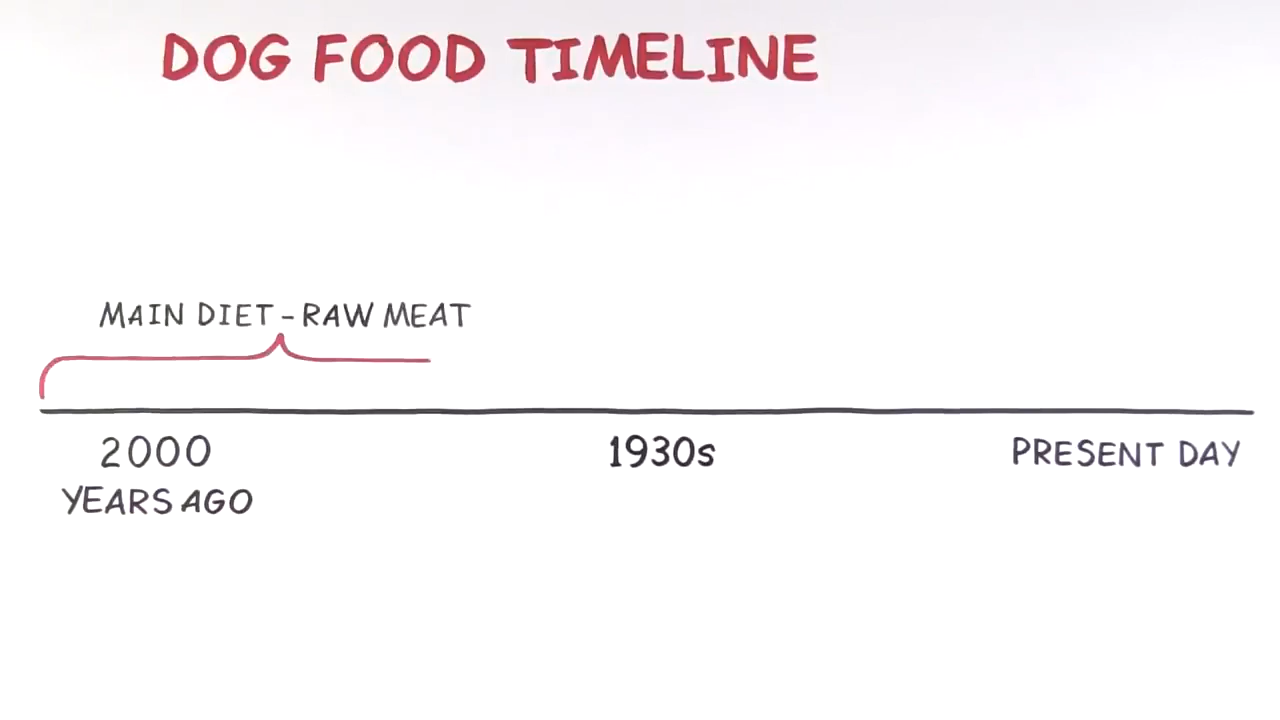 DOG FOOD TIMELINE
MAIN DIET - RAW MEAT
2000
YEARS AGO
1930s
PRESENT DAY